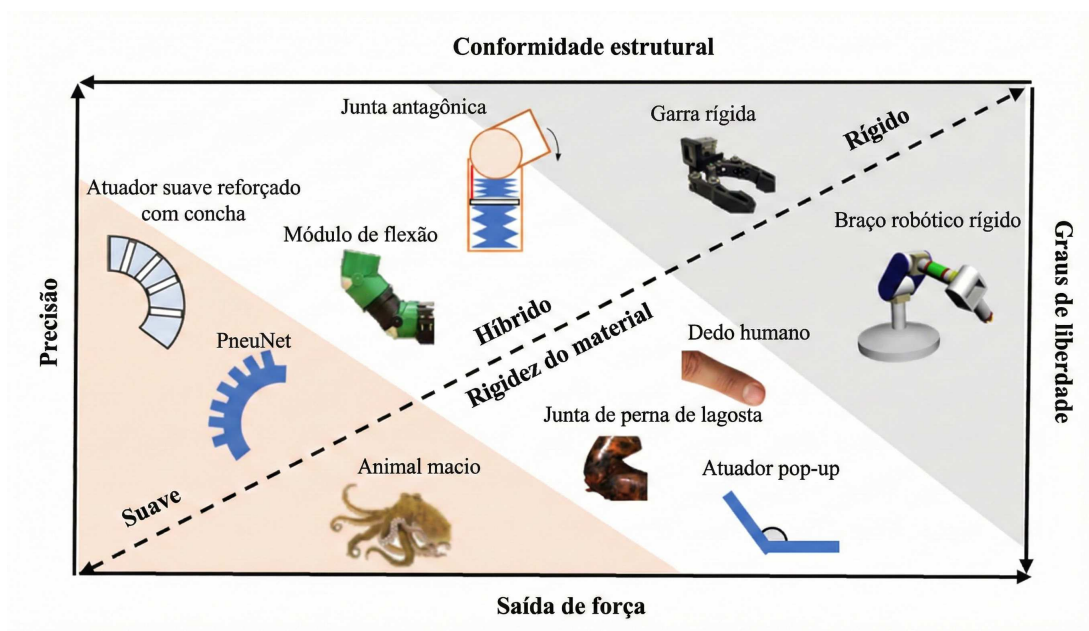 Conformidade estrutural
Junta antagônica
Garra rígida
Rígido
Atuador suave reforçado
com concha
Braço robótico rígido
Módulo de flexão
Graus de liberdade
Precisão
Híbrido
Rigidez do material
PneuNet
Dedo humano
Junta de perna de lagosta
Animal macio
Atuador pop-up
Suave
Saída de força